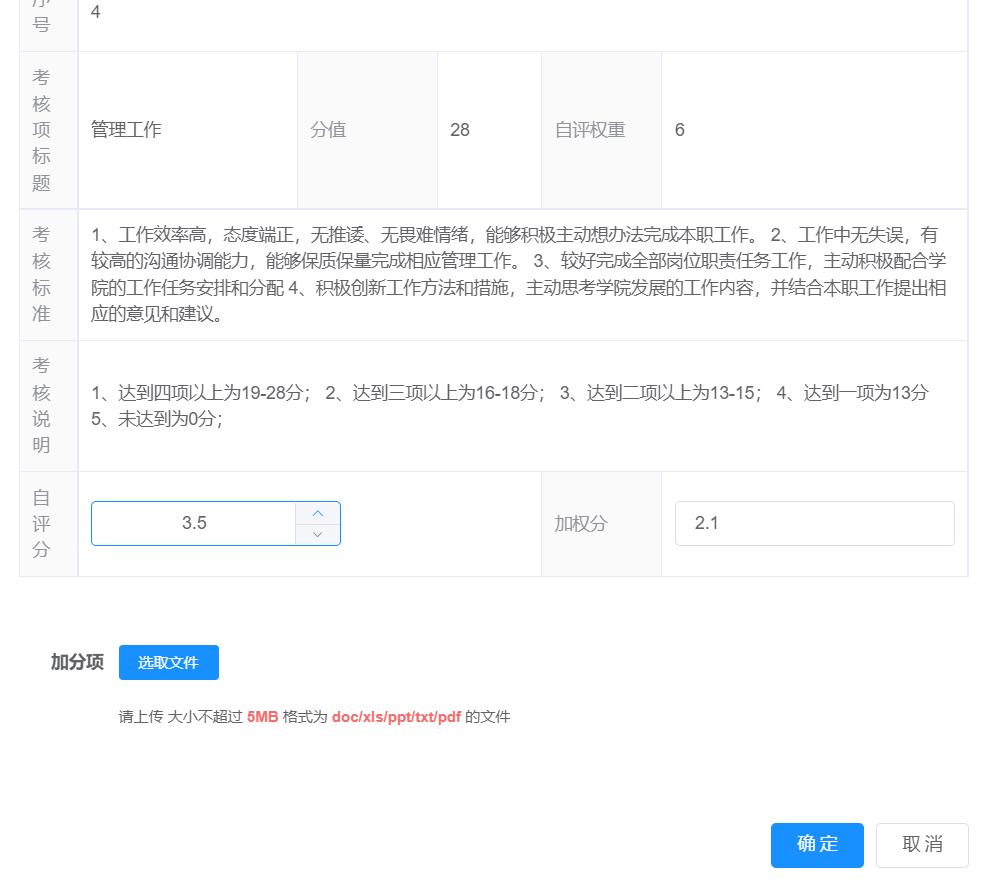 序号
4
考核项标题
管理工作
分值
28
自评权重
6
考核标准
1、工作效率高，态度端正，无推诿、无畏难情绪，能够积极主动想办法完成本职工作。 2、工作中无失误，有
较高的沟通协调能力，能够保质保量完成相应管理工作。 3、较好完成全部岗位职责任务工作，主动积极配合学
院的工作任务安排和分配 4、积极创新工作方法和措施，主动思考学院发展的工作内容，并结合本职工作提出相
应的意见和建议。
考核说明
1、达到四项以上为19-28分； 2、达到三项以上为16-18分； 3、达到二项以上为13-15； 4、达到一项为13分
5、未达到为0分；
自评分
3.5
加权分
2.1
加分项
选取文件
请上传 大小不超过 5MB 格式为 doc/xls/ppt/txt/pdf 的文件
确 定
取 消